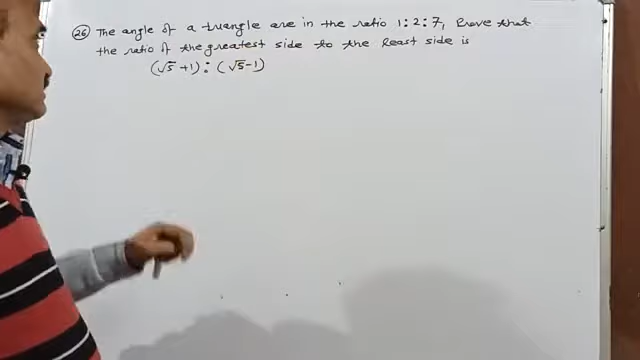 26 The angle of a triangle are in the ratio 1:2:7, Prove that
the ratio of the greatest side to the least side is
(√5+1):(√5-1)